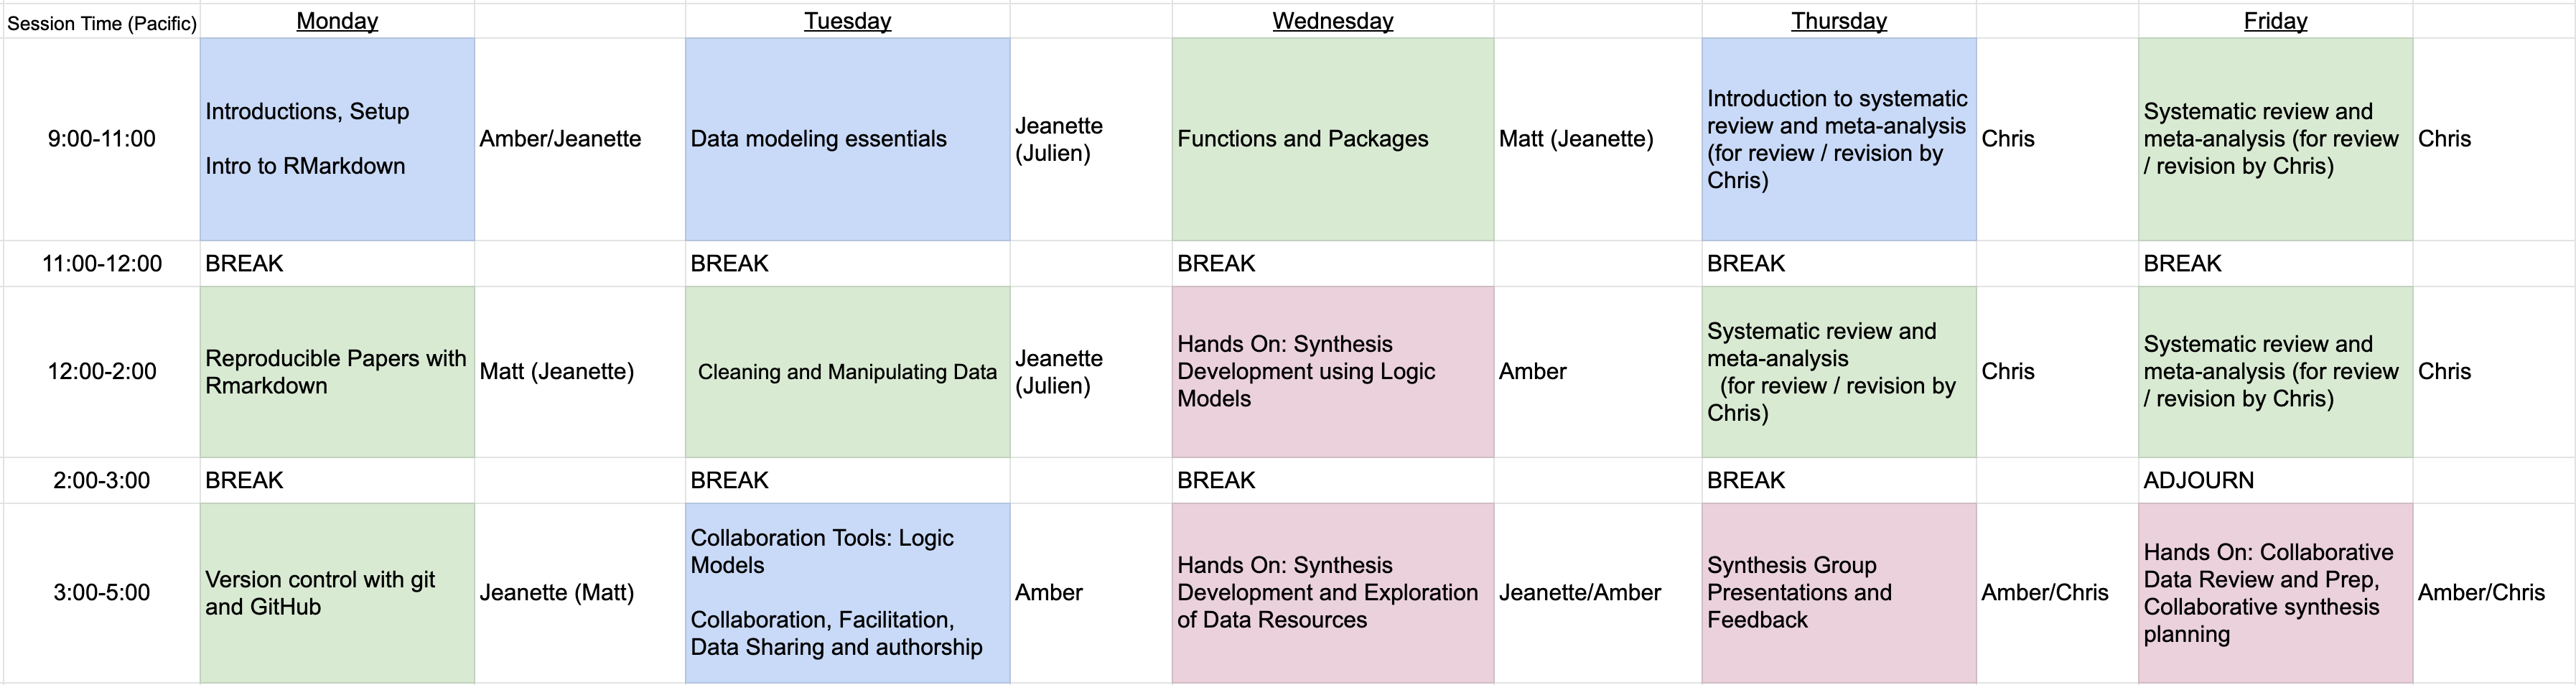 Session Time (Pacific)
Monday
Tuesday
Wednesday
Thursday
Friday
9:00-11:00
Introductions, Setup
Intro to RMarkdown
Amber/Jeanette
Data modeling essentials
Jeanette
(Julien)
Functions and Packages
Matt (Jeanette)
Introduction to systematic
review and meta-analysis
(for review / revision by
Chris)
Chris
Systematic review and
meta-analysis (for review
/ revision by Chris)
Chris
11:00-12:00
BREAK
BREAK
BREAK
BREAK
BREAK
12:00-2:00
Reproducible Papers with
Rmarkdown
Matt (Jeanette)
Cleaning and Manipulating Data
Jeanette
(Julien)
Hands On: Synthesis
Development using Logic
Models
Amber
Systematic review and
meta-analysis
(for review / revision by
Chris)
Chris
Systematic review and
meta-analysis (for review
/ revision by Chris)
Chris
2:00-3:00
BREAK
BREAK
BREAK
BREAK
ADJOURN
3:00-5:00
Version control with git
and GitHub
Jeanette (Matt)
Collaboration Tools: Logic
Models
Collaboration, Facilitation,
Data Sharing and authorship
Amber
Hands On: Synthesis
Development and Exploration
of Data Resources
Jeanette/Amber
Synthesis Group
Presentations and
Feedback
Amber/Chris
Hands On: Collaborative
Data Review and Prep,
Collaborative synthesis
planning
Amber/Chris